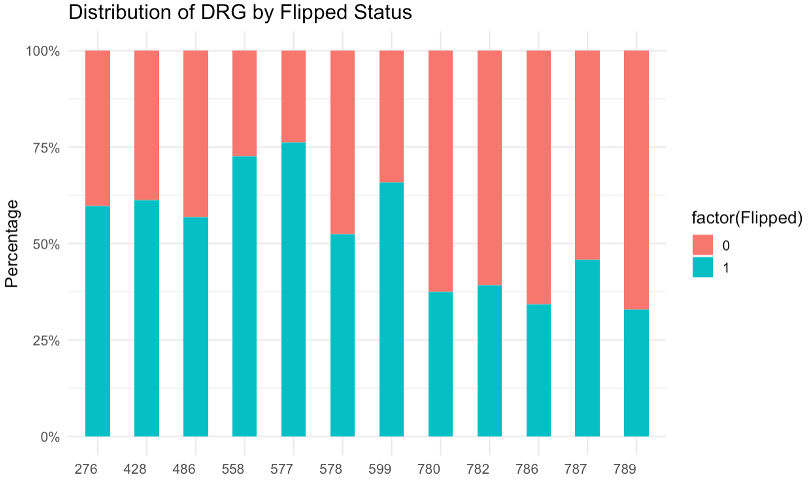 Distribution of DRG by Flipped Status
100%
75%
50%
25%
0%
Percentage
276 428 486 558 577 578 599 780 782 786 787 789
factor(Flipped)
0
1